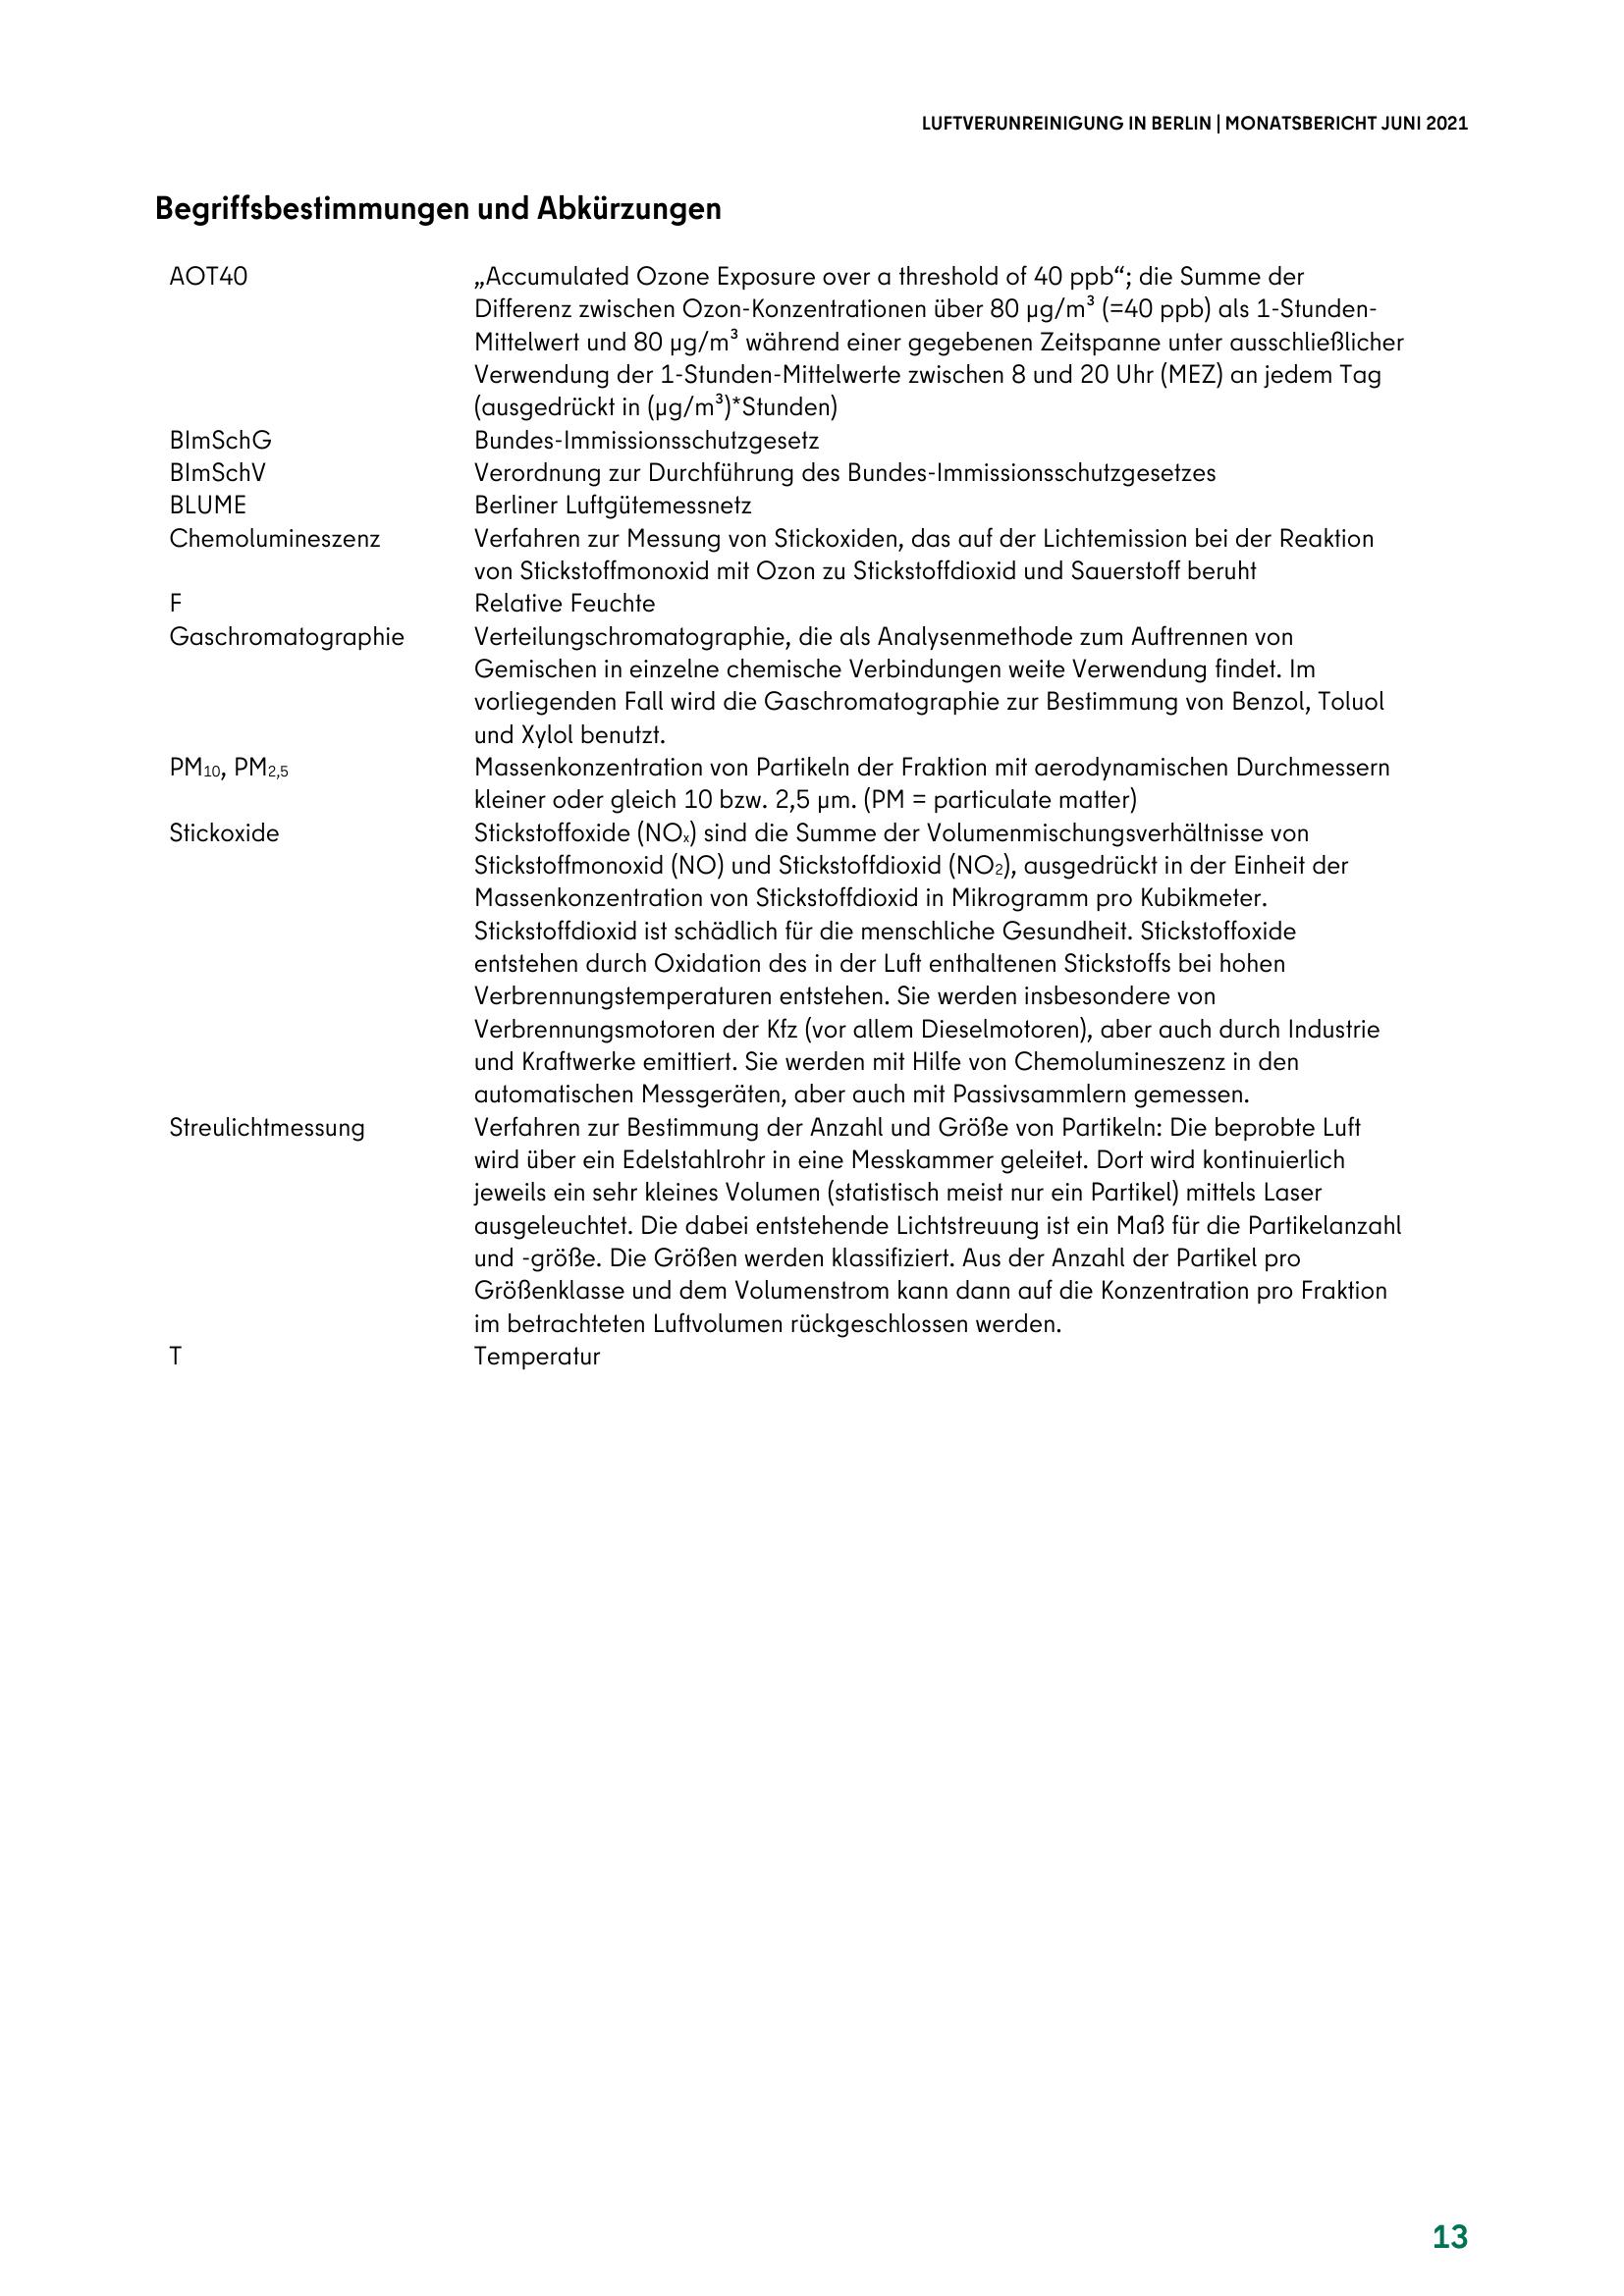 LUFTVERUNREINIGUNG IN BERLIN | MONATSBERICHT JUNI 2021
Begriffsbestimmungen und Abkürzungen
AOT40 „Accumulated Ozone Exposure over a threshold of 40 ppb“; die Summe der
Differenz zwischen Ozon-Konzentrationen über 80 µg/m³ (=40 ppb) als 1-Stunden-
Mittelwert und 80 µg/m³ während einer gegebenen Zeitspanne unter ausschließlicher
Verwendung der 1-Stunden-Mittelwerte zwischen 8 und 20 Uhr (MEZ) an jedem Tag
(ausgedrückt in (µg/m³)*Stunden)
BImSchG Bundes-Immissionsschutzgesetz
BImSchV Verordnung zur Durchführung des Bundes-Immissionsschutzgesetzes
BLUME Berliner Luftgütemessnetz
Chemolumineszenz Verfahren zur Messung von Stickoxiden, das auf der Lichtemission bei der Reaktion
von Stickstoffmonoxid mit Ozon zu Stickstoffdioxid und Sauerstoff beruht
F Relative Feuchte
Gaschromatographie Verteilungschromatographie, die als Analysenmethode zum Auftrennen von
Gemischen in einzelne chemische Verbindungen weite Verwendung findet. Im
vorliegenden Fall wird die Gaschromatographie zur Bestimmung von Benzol, Toluol
und Xylol benutzt.
PM₁₀, PM₂,₅ Massenkonzentration von Partikeln der Fraktion mit aerodynamischen Durchmessern
kleiner oder gleich 10 bzw. 2,5 µm. (PM = particulate matter)
Stickoxide Stickstoffoxide (NOₓ) sind die Summe der Volumenmischungsverhältnisse von
Stickstoffmonoxid (NO) und Stickstoffdioxid (NO₂), ausgedrückt in der Einheit der
Massenkonzentration von Stickstoffdioxid in Mikrogramm pro Kubikmeter.
Stickstoffdioxid ist schädlich für die menschliche Gesundheit. Stickstoffoxide
entstehen durch Oxidation des in der Luft enthaltenen Stickstoffs bei hohen
Verbrennungstemperaturen entstehen. Sie werden insbesondere von
Verbrennungsmotoren der Kfz (vor allem Dieselmotoren), aber auch durch Industrie
und Kraftwerke emittiert. Sie werden mit Hilfe von Chemolumineszenz in den
automatischen Messgeräten, aber auch mit Passivsammlern gemessen.
Streulichtmessung Verfahren zur Bestimmung der Anzahl und Größe von Partikeln: Die beprobte Luft
wird über ein Edelstahlrohr in eine Messkammer geleitet. Dort wird kontinuierlich
jeweils ein sehr kleines Volumen (statistisch meist nur ein Partikel) mittels Laser
ausgeleuchtet. Die dabei entstehende Lichtstreuung ist ein Maß für die Partikelanzahl
und -größe. Die Größen werden klassifiziert. Aus der Anzahl der Partikel pro
Größenklasse und dem Volumenstrom kann dann auf die Konzentration pro Fraktion
im betrachteten Luftvolumen rückgeschlossen werden.
T Temperatur
13